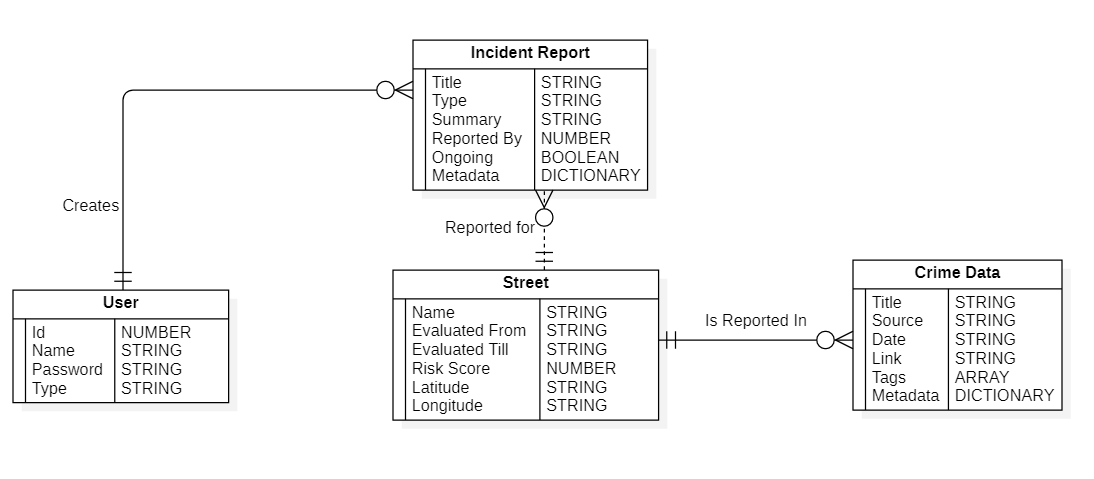 Incident Report
Title STRING
Type STRING
Summary STRING
Reported By NUMBER
Ongoing BOOLEAN
Metadata DICTIONARY
Creates
Reported for
User
Id NUMBER
Name STRING
Password STRING
Type STRING
Street
Name STRING
Evaluated From STRING
Evaluated Till STRING
Risk Score NUMBER
Latitude STRING
Longitude STRING
Is Reported In
Crime Data
Title STRING
Source STRING
Date STRING
Link STRING
Tags ARRAY
Metadata DICTIONARY